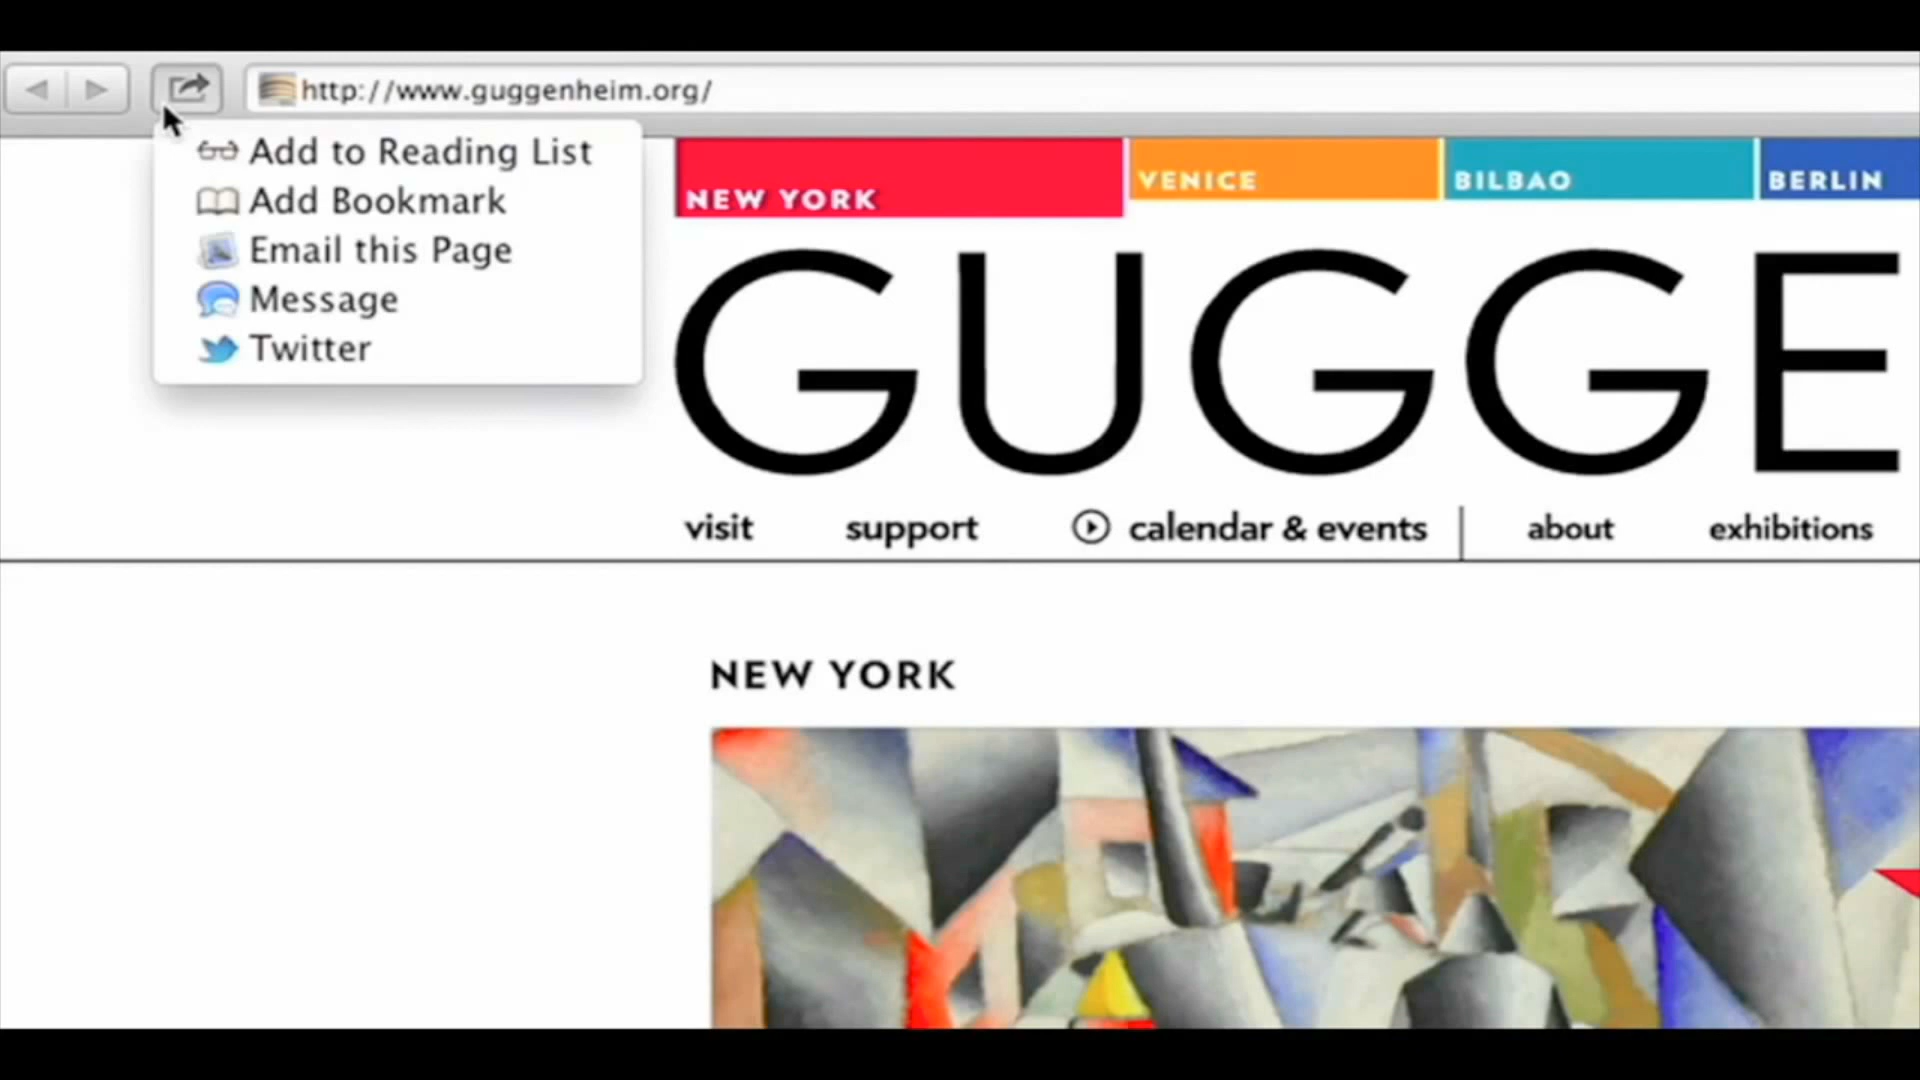 http://www.guggenheim.org/
Add to Reading List
Add Bookmark
Email this Page
Message
Twitter
NEW YORK
VENICE
BILBAO
BERLIN
GUGGE
visit
support
calendar & events
about
exhibitions
NEW YORK